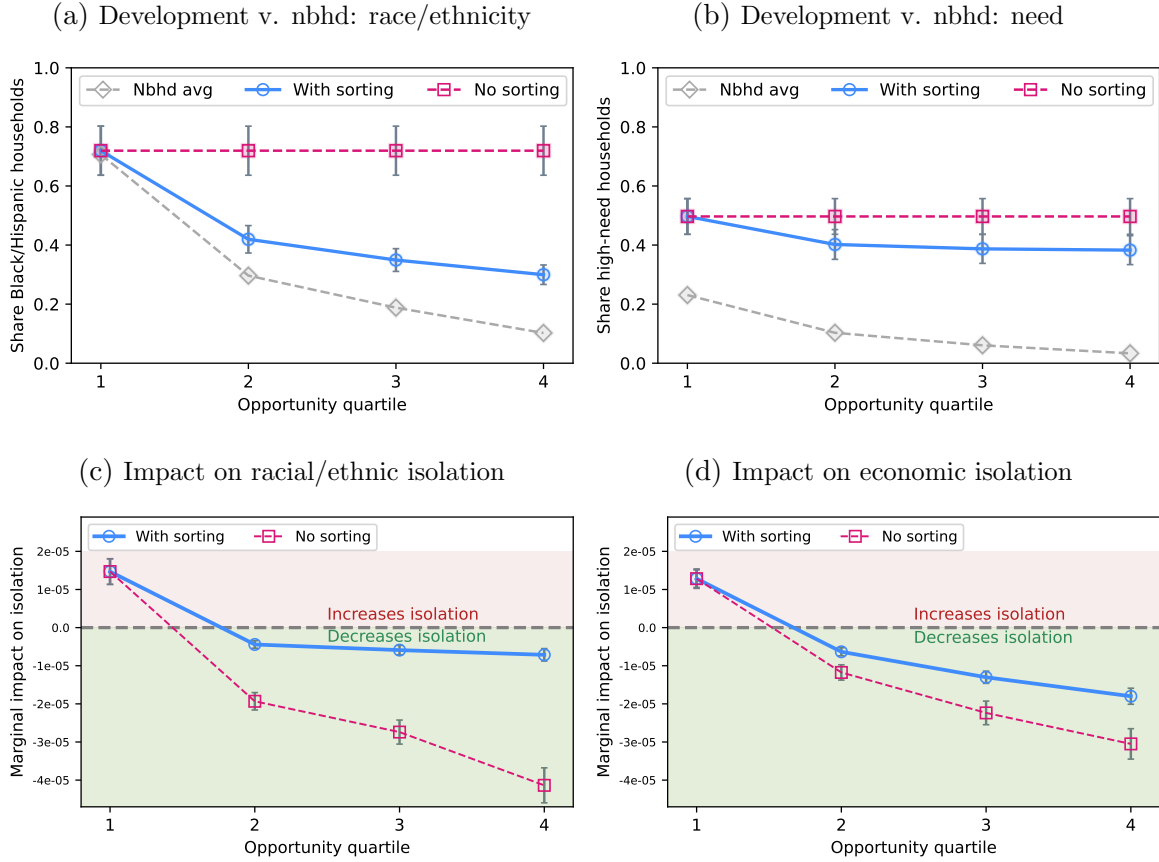 (a) Development v. nbhd: race/ethnicity
1.0
0.8
0.6
0.4
0.2
0.0
Share Black/Hispanic households
Nbhd avg
With sorting
No sorting
1
2
3
4
Opportunity quartile
(b) Development v. nbhd: need
1.0
0.8
0.6
0.4
0.2
0.0
Share high-need households
Nbhd avg
With sorting
No sorting
1
2
3
4
Opportunity quartile
(c) Impact on racial/ethnic isolation
With sorting
No sorting
2e-05
1e-05
0.0
-1e-05
-2e-05
-3e-05
-4e-05
Marginal impact on isolation
Increases isolation
Decreases isolation
1
2
3
4
Opportunity quartile
(d) Impact on economic isolation
With sorting
No sorting
2e-05
1e-05
0.0
-1e-05
-2e-05
-3e-05
-4e-05
Marginal impact on isolation
Increases isolation
Decreases isolation
1
2
3
4
Opportunity quartile